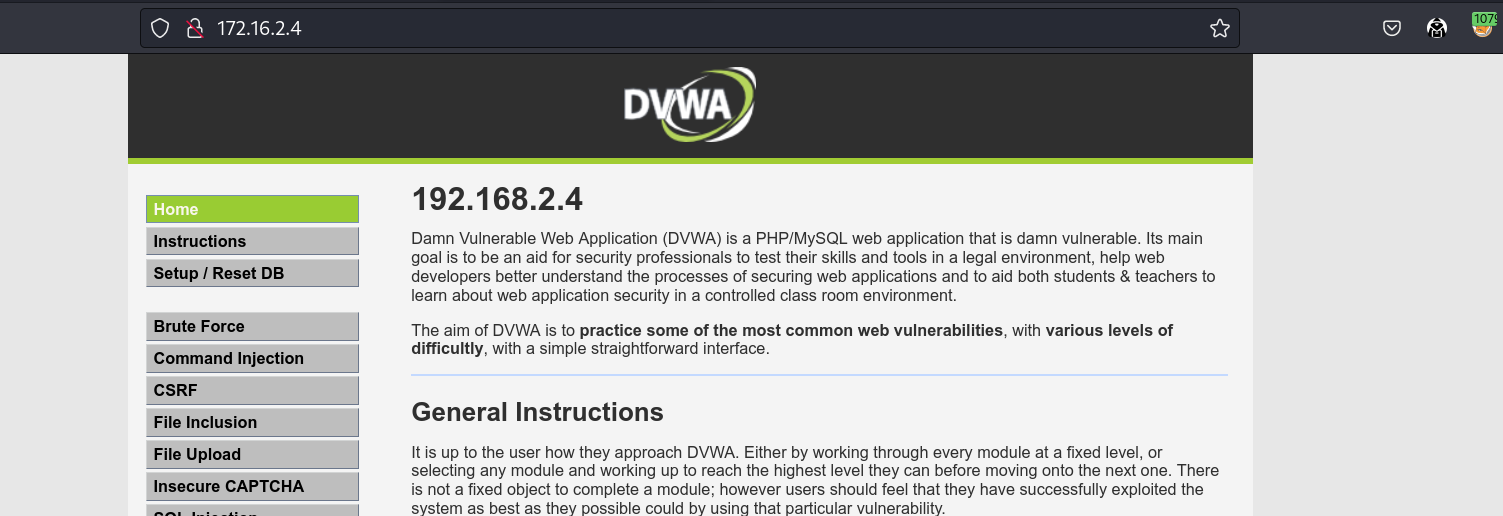 172.16.2.4
1079
DVWA
Home
Instructions
Setup / Reset DB
Brute Force
Command Injection
CSRF
File Inclusion
File Upload
Insecure CAPTCHA
SQL Injection
192.168.2.4
Damn Vulnerable Web Application (DVWA) is a PHP/MySQL web application that is damn vulnerable. Its main
goal is to be an aid for security professionals to test their skills and tools in a legal environment, help web
developers better understand the processes of securing web applications and to aid both students & teachers to
learn about web application security in a controlled class room environment.
The aim of DVWA is to practice some of the most common web vulnerabilities, with various levels of
difficultly, with a simple straightforward interface.
General Instructions
It is up to the user how they approach DVWA. Either by working through every module at a fixed level, or
selecting any module and working up to reach the highest level they can before moving onto the next one. There
is not a fixed object to complete a module; however users should feel that they have successfully exploited the
system as best as they possible could by using that particular vulnerability.